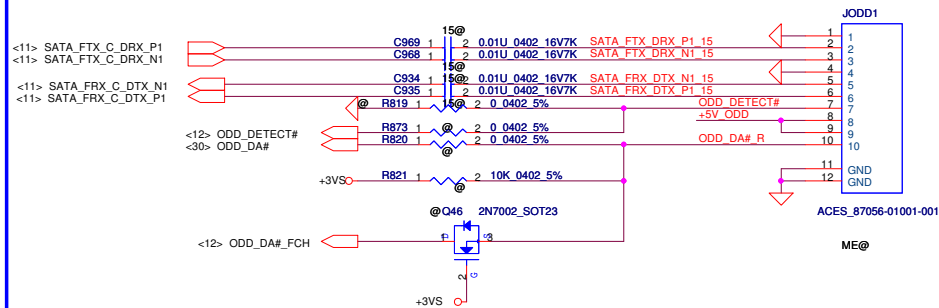 JODD1
15@
<11> SATA_FTX_C_DRX_P1 C969 1 2 0.01U_0402_16V7K SATA_FTX_DRX_P1_15 1 1
<11> SATA_FTX_C_DRX_N1 C968 1 2 0.01U_0402_16V7K SATA_FTX_DRX_N1_15 2 2
15@ 3 3
15@ 4 4
<11> SATA_FRX_C_DTX_N1 C934 1 2 0.01U_0402_16V7K SATA_FRX_DTX_N1_15 5 5
<11> SATA_FRX_C_DTX_P1 C935 1 2 0.01U_0402_16V7K SATA_FRX_DTX_P1_15 6 6
@ R819 1 15@ 2 0_0402_5% ODD_DETECT# 7 7
+5V_ODD 8 8
<12> ODD_DETECT# R873 1 2 0_0402_5% 9 9
@
<30> ODD_DA# R820 1 2 0_0402_5% ODD_DA#_R 10 10
@
11 GND
+3VS R821 1 2 10K_0402_5% 12 GND
@
@Q46 2N7002_SOT23 ACES_87056-01001-001
<12> ODD_DA#_FCH 1 D S 3 ME@
2 G
+3VS